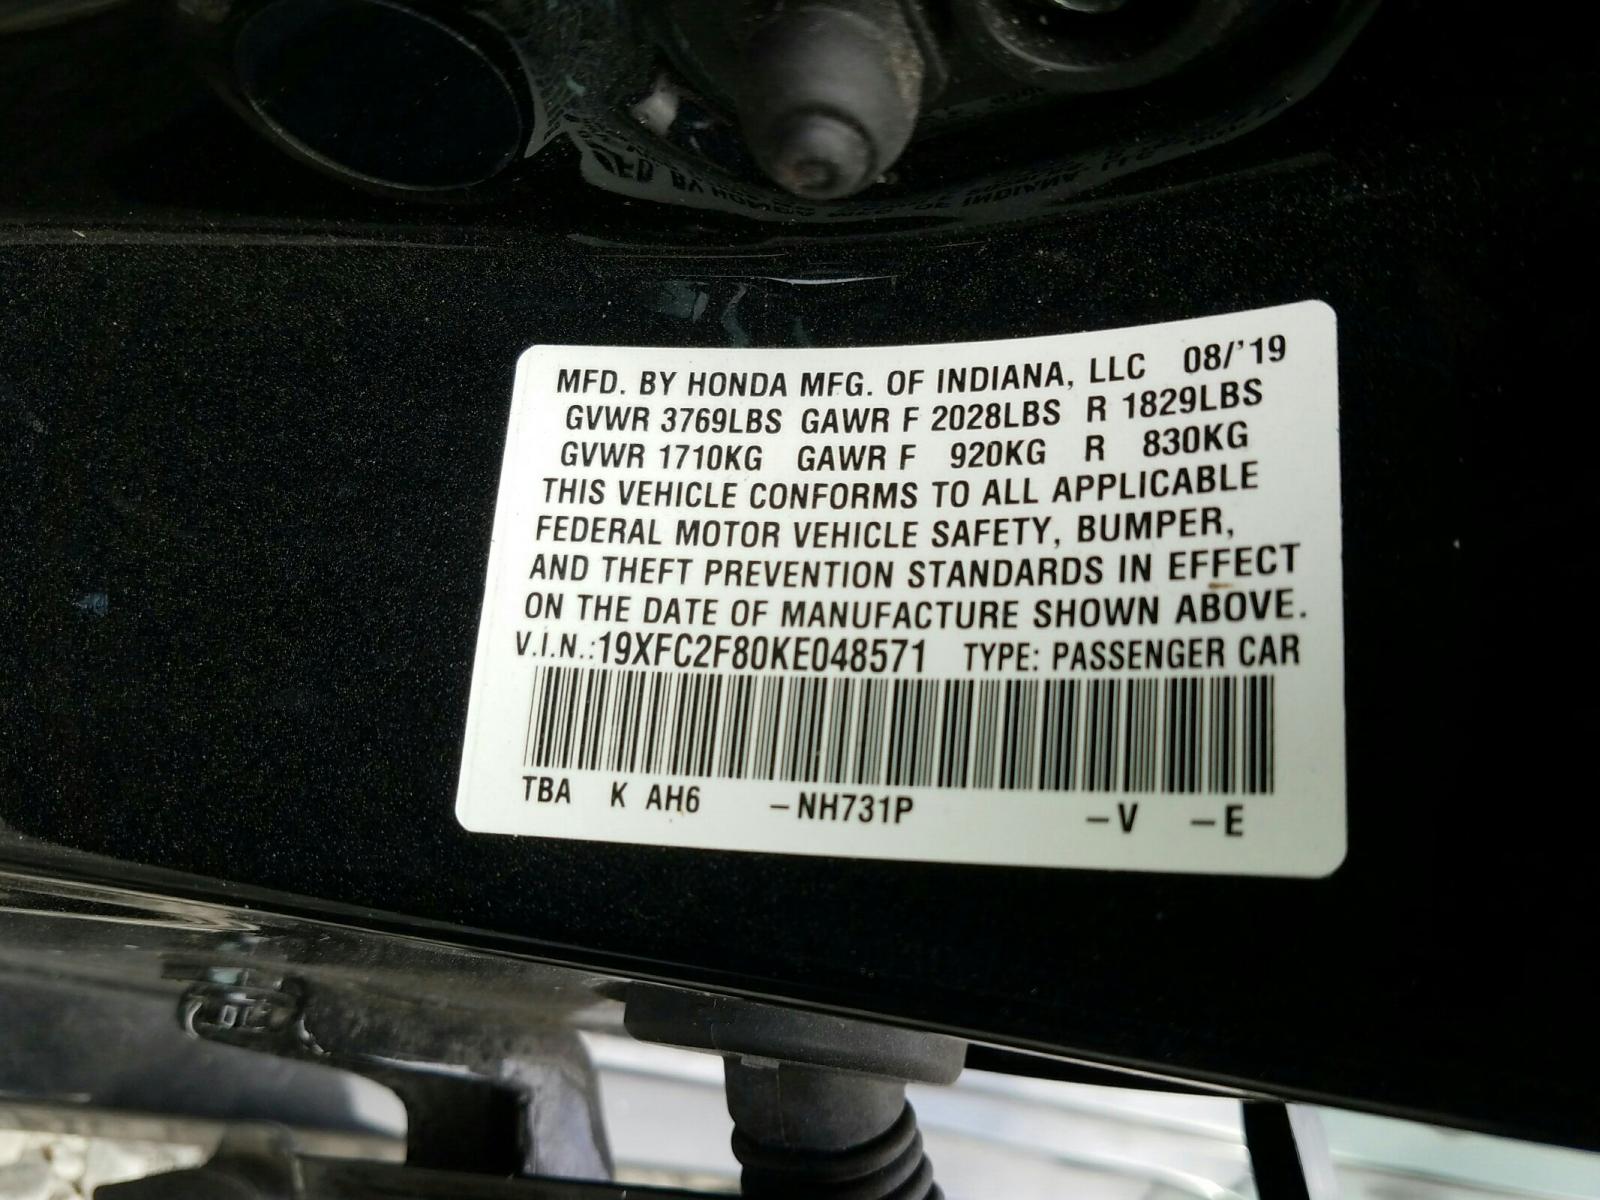 MFD. BY HONDA MFG. OF INDIANA, LLC 08/'19
GVWR 3769LBS GAWR F 2028LBS R 1829LBS
GVWR 1710KG GAWR F 920KG R 830KG
THIS VEHICLE CONFORMS TO ALL APPLICABLE
FEDERAL MOTOR VEHICLE SAFETY, BUMPER,
AND THEFT PREVENTION STANDARDS IN EFFECT
ON THE DATE OF MANUFACTURE SHOWN ABOVE.
V.I.N.:19XFC2F80KE048571 TYPE: PASSENGER CAR
TBA K AH6 –NH731P –V –E